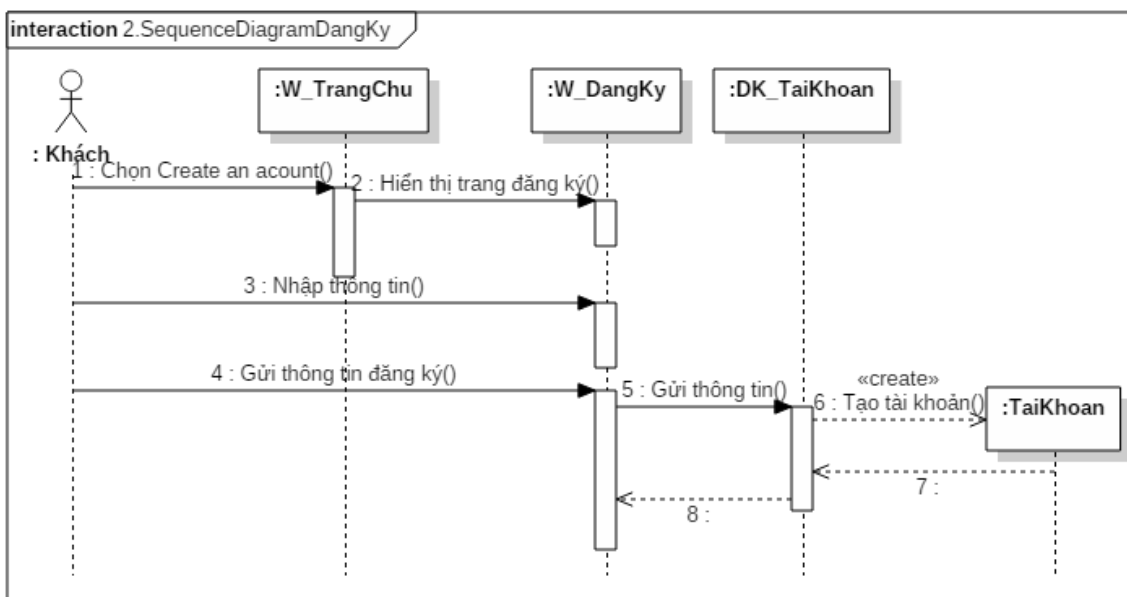 interaction 2.SequenceDiagramDangKy
:W_TrangChu
:W_DangKy
:DK_TaiKhoan
: Khách
1 : Chọn Create an acount()
2 : Hiển thị trang đăng ký()
3 : Nhập thông tin()
4 : Gửi thông tin đăng ký()
5 : Gửi thông tin()
«create»
6 : Tạo tài khoản()
:TaiKhoan
7 :
8 :